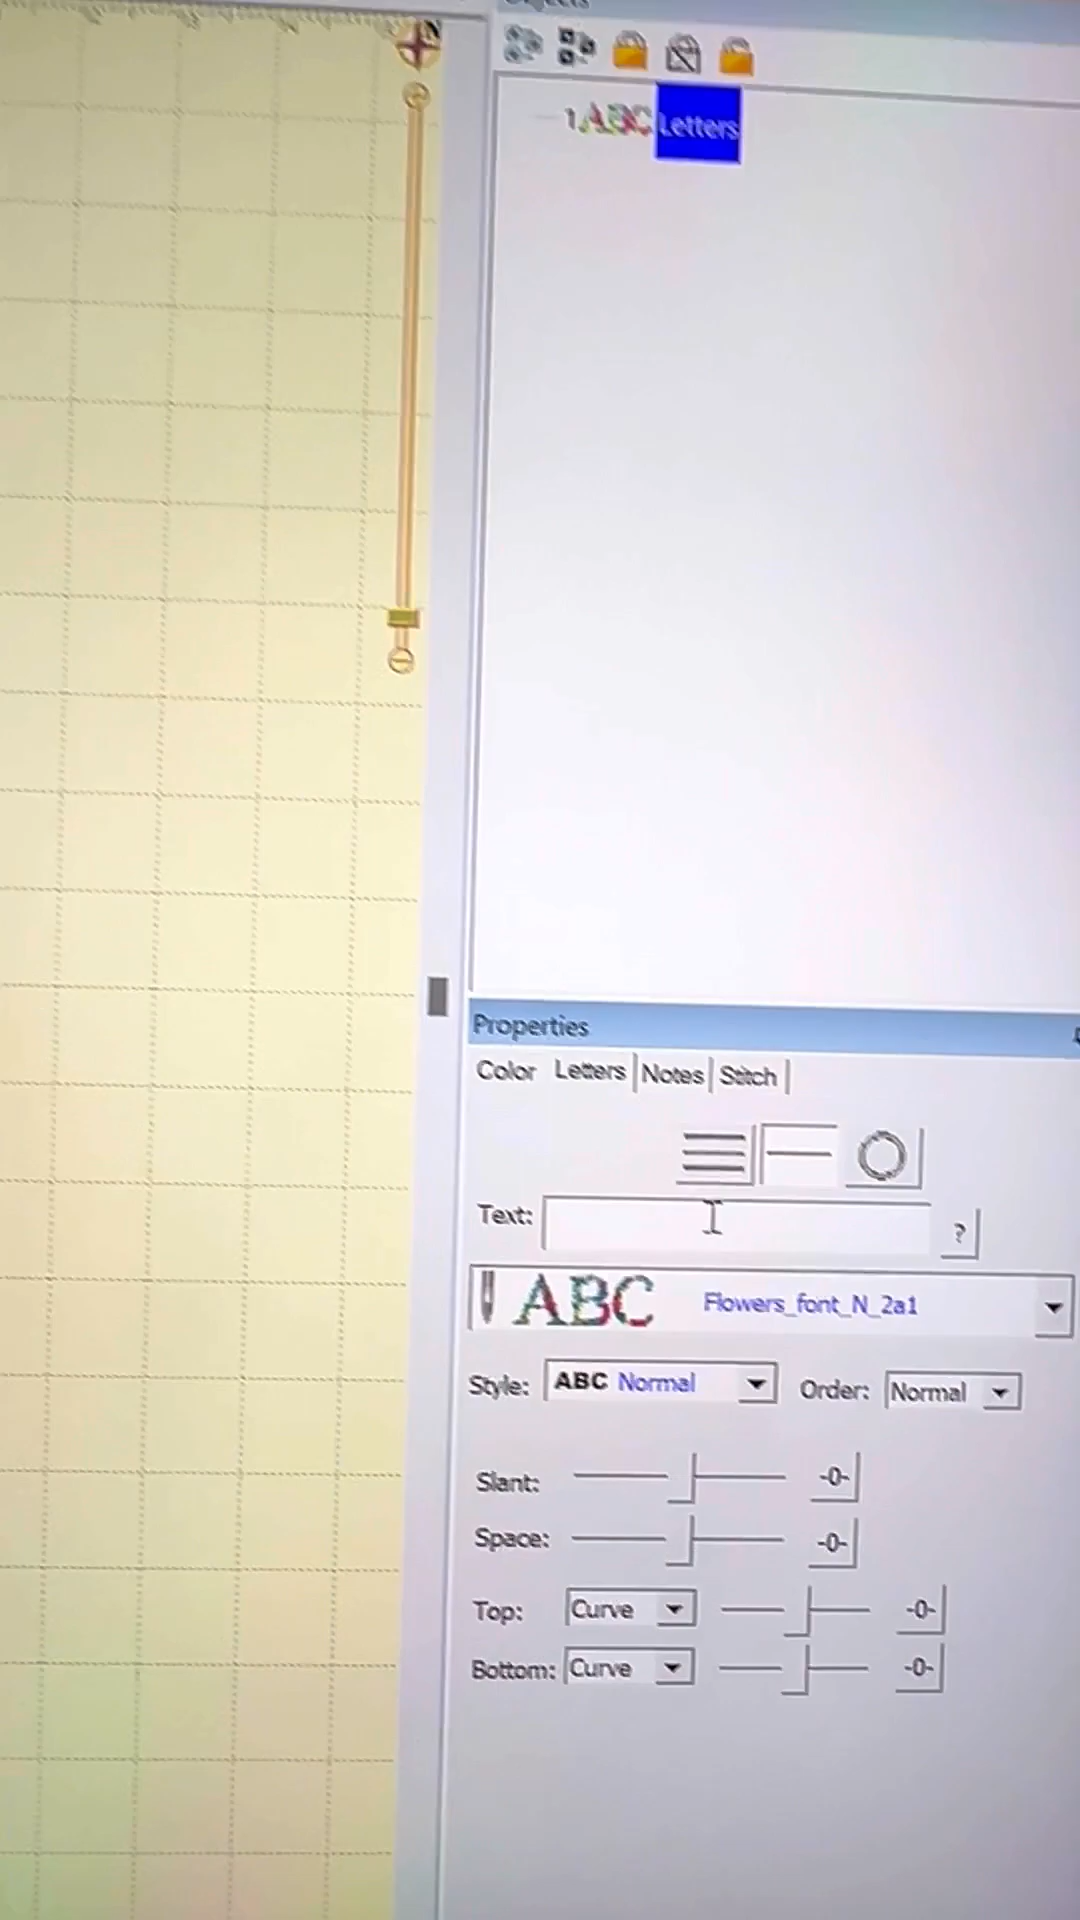 Objects
N
1 ABC Letters
Properties
Color Letters Notes Stitch
Text: ?
ABC Flowers_font_N_2a1
Style: ABC Normal Order: Normal
Slant: -0-
Space: -0-
Top: Curve -0-
Bottom: Curve -0-